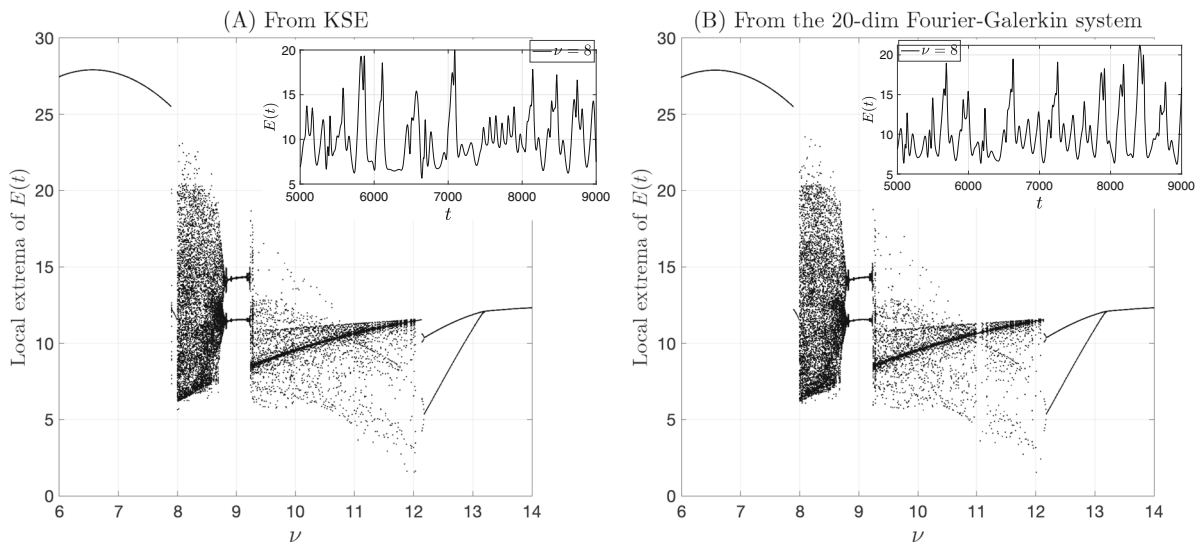 (A) From KSE
30
25
20
15
10
5
0
6 7 8 9 10 11 12 13 14
ν
Local extrema of E(t)
20
15
10
5
5000 6000 7000 8000 9000
t
E(t)
ν = 8
(B) From the 20-dim Fourier-Galerkin system
30
25
20
15
10
5
0
6 7 8 9 10 11 12 13 14
ν
Local extrema of E(t)
20
15
10
5
5000 6000 7000 8000 9000
t
E(t)
ν = 8